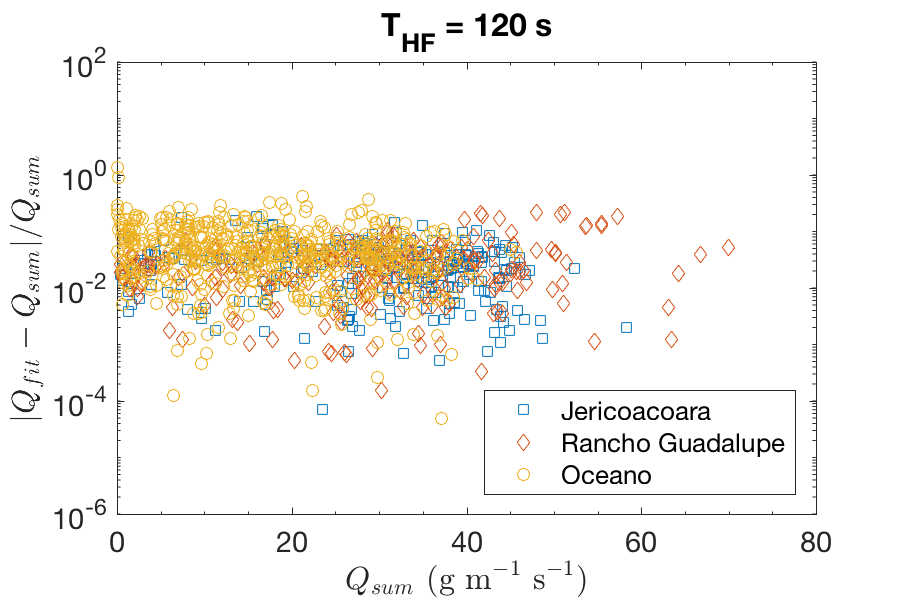 T_HF = 120 s
|Q_fit − Q_sum|/Q_sum
10^2
10^0
10^-2
10^-4
10^-6
Jericoacoara
Rancho Guadalupe
Oceano
0 20 40 60 80
Q_sum (g m^−1 s^−1)